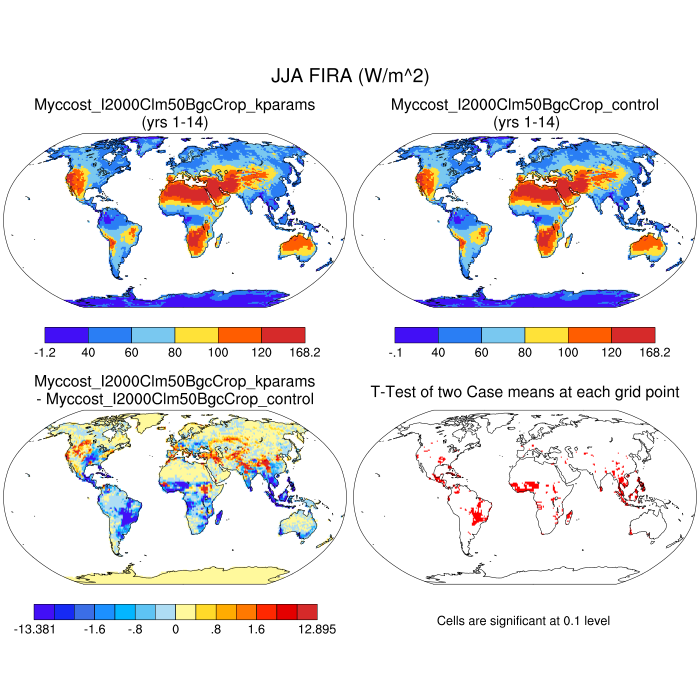 JJA FIRA (W/m^2)
Myccost_I2000Clm50BgcCrop_kparams
(yrs 1-14)
Myccost_I2000Clm50BgcCrop_control
(yrs 1-14)
-1.2 40 60 80 100 120 168.2
-.1 40 60 80 100 120 168.2
Myccost_I2000Clm50BgcCrop_kparams
- Myccost_I2000Clm50BgcCrop_control
T-Test of two Case means at each grid point
-13.381 -1.6 -.8 0 .8 1.6 12.895
Cells are significant at 0.1 level